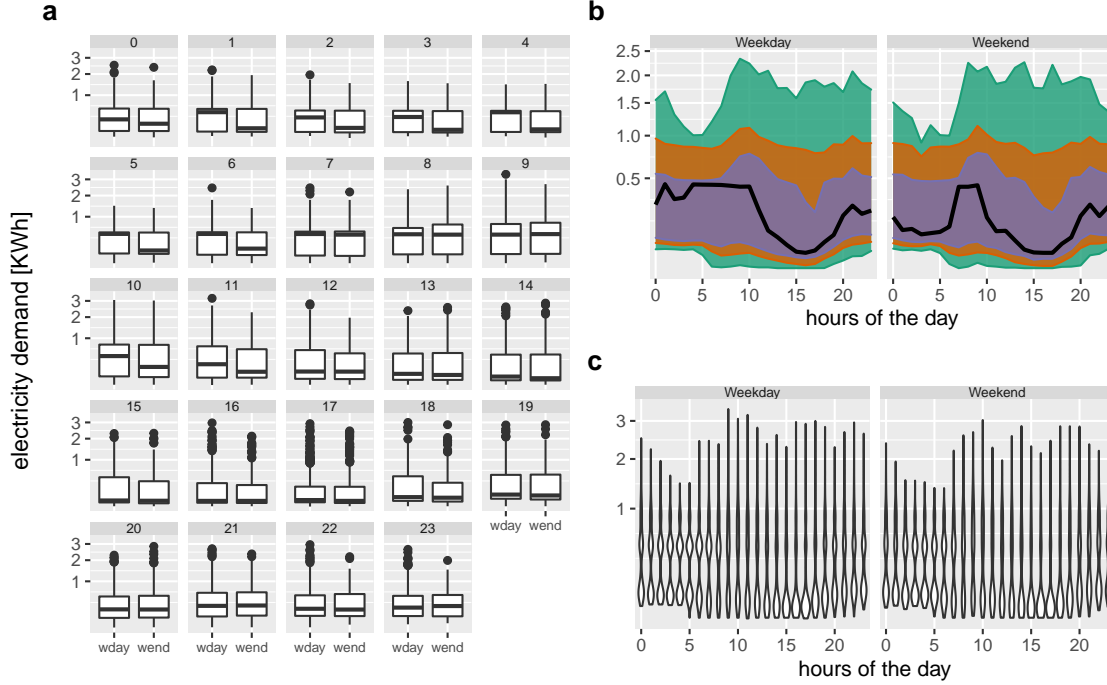 a
electricity demand [KWh]
0 1 2 3 4
3
2
1
5 6 7 8 9
3
2
1
10 11 12 13 14
3
2
1
15 16 17 18 19
3
2
1
wday wend
20 21 22 23
3
2
1
wday wend wday wend wday wend wday wend
b
Weekday Weekend
2.5
2.0
1.5
1.0
0.5
0 5 10 15 20 0 5 10 15 20
hours of the day
c
Weekday Weekend
3
2
1
0 5 10 15 20 0 5 10 15 20
hours of the day